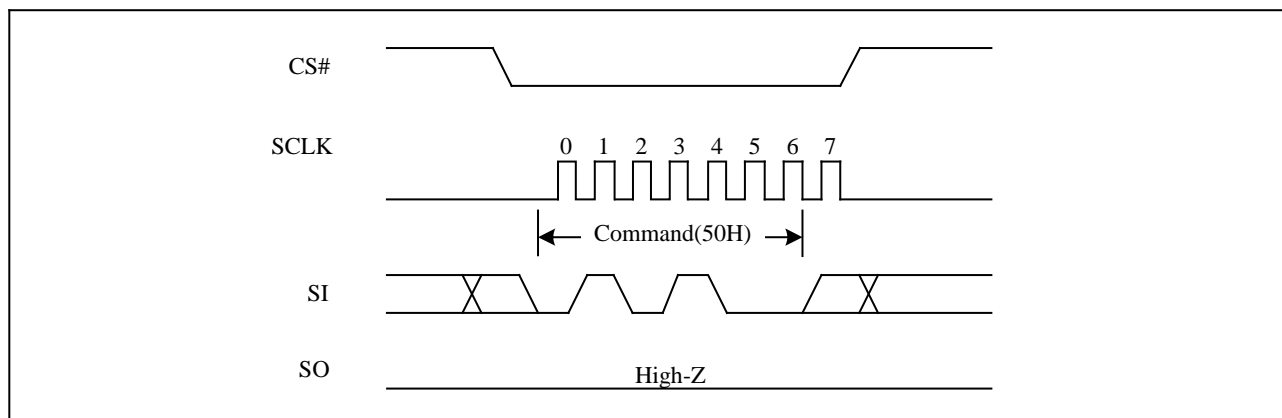 CS#
SCLK
0 1 2 3 4 5 6 7
Command(50H)
SI
SO
High-Z